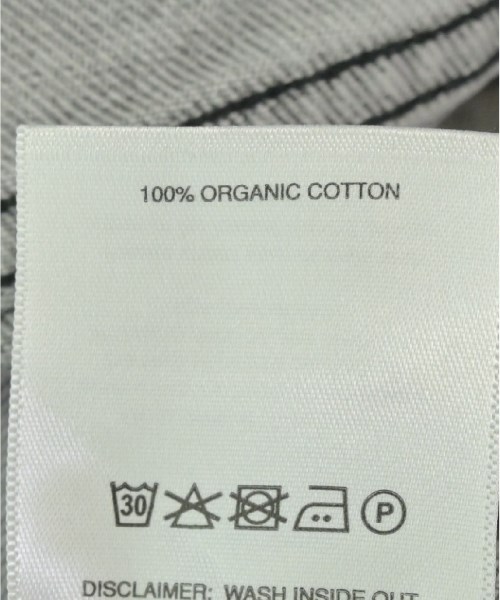 100% ORGANIC COTTON
30 P
DISCLAIMER: WASH INSIDE OUT